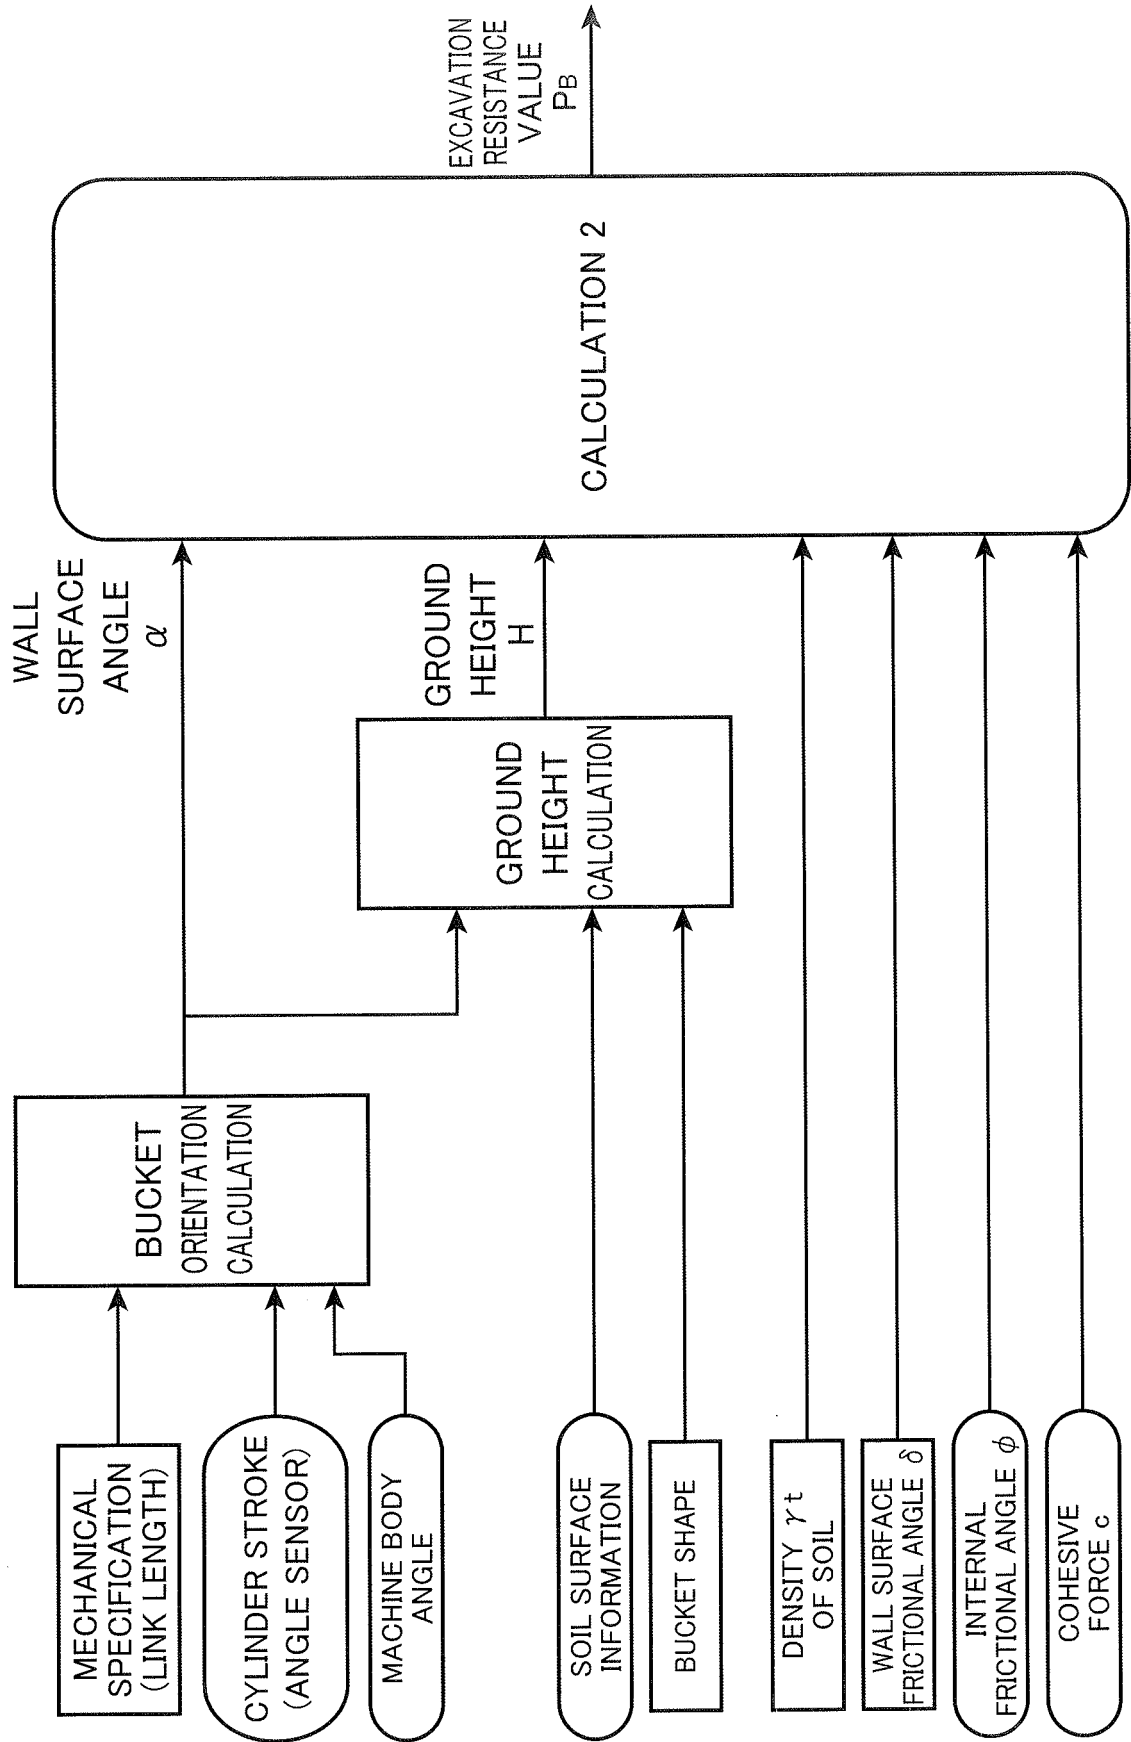 MECHANICAL
SPECIFICATION
(LINK LENGTH)
CYLINDER STROKE
(ANGLE SENSOR)
MACHINE BODY
ANGLE
SOIL SURFACE
INFORMATION
BUCKET SHAPE
DENSITY γt
OF SOIL
WALL SURFACE
FRICTIONAL ANGLE δ
INTERNAL
FRICTIONAL ANGLE ϕ
COHESIVE
FORCE c
BUCKET
ORIENTATION
CALCULATION
GROUND
HEIGHT
CALCULATION
WALL
SURFACE
ANGLE
α
GROUND
HEIGHT
H
CALCULATION 2
EXCAVATION
RESISTANCE
VALUE
PB